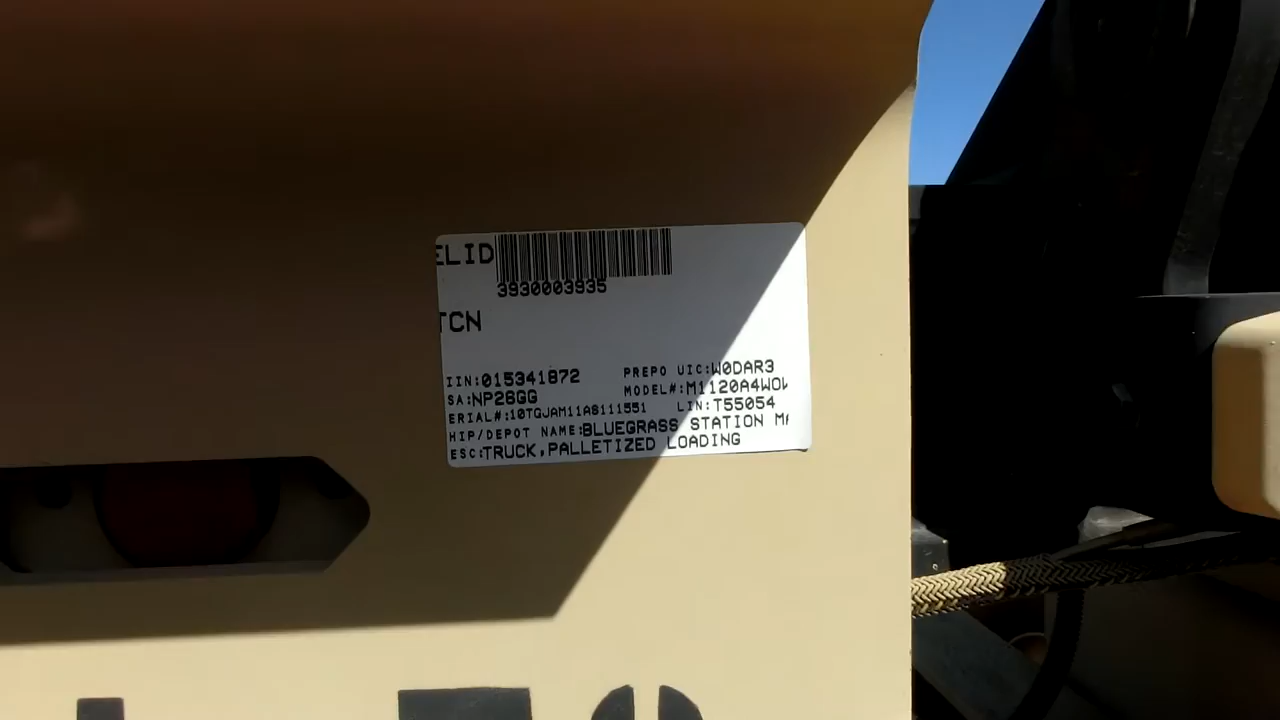 ELID
3930003935
TCN
IIN:015341872 PREPO UIC:W0DAR3
SA:NP28GG MODEL#:M1120A4WOW
ERIAL#:10TGJAM11A8111551 LIN:T55054
HIP/DEPOT NAME:BLUEGRASS STATION
ESC:TRUCK,PALLETIZED LOADING